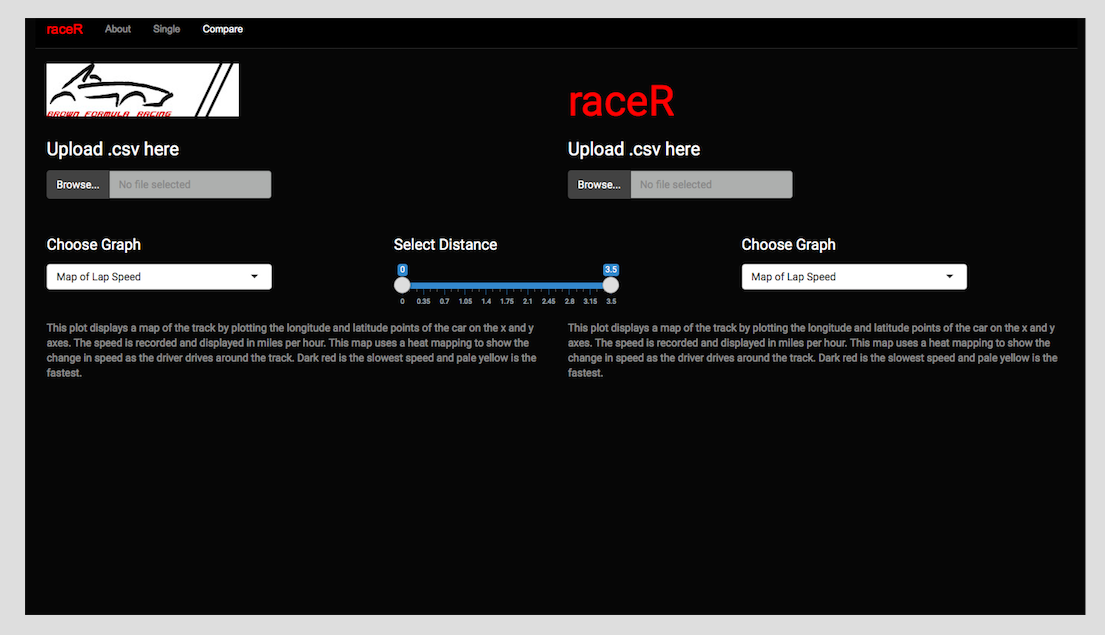 raceR About Single Compare
BROWN FORMULA RACING
raceR
Upload .csv here
Browse... No file selected
Upload .csv here
Browse... No file selected
Choose Graph
Map of Lap Speed
Select Distance
0 3.5
0 0.35 0.7 1.05 1.4 1.75 2.1 2.45 2.8 3.15 3.5
Choose Graph
Map of Lap Speed
This plot displays a map of the track by plotting the longitude and latitude points of the car on the x and y
axes. The speed is recorded and displayed in miles per hour. This map uses a heat mapping to show the
change in speed as the driver drives around the track. Dark red is the slowest speed and pale yellow is the
fastest.
This plot displays a map of the track by plotting the longitude and latitude points of the car on the x and y
axes. The speed is recorded and displayed in miles per hour. This map uses a heat mapping to show the
change in speed as the driver drives around the track. Dark red is the slowest speed and pale yellow is the
fastest.